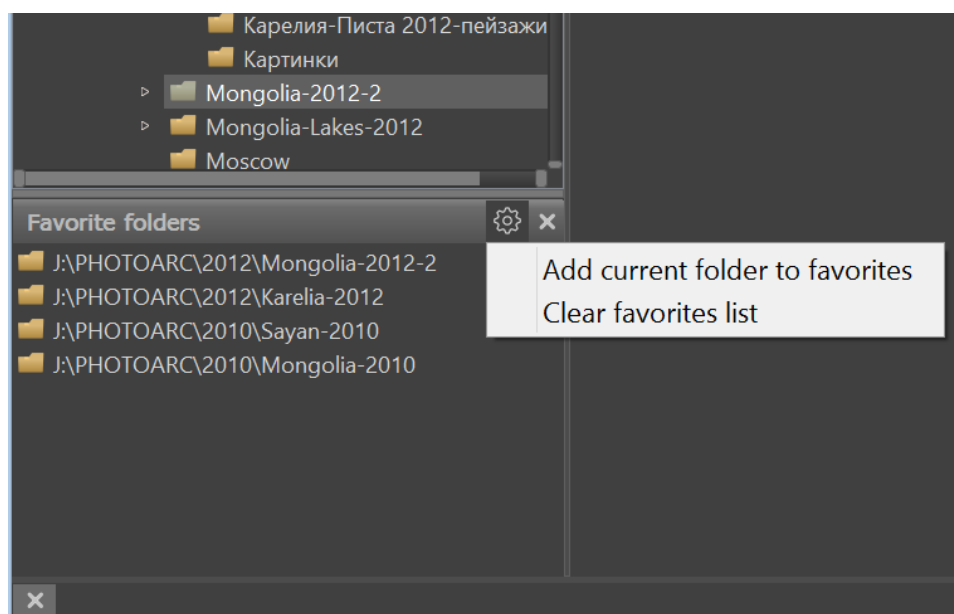 Карелия-Писта 2012-пейзажи
Картинки
Mongolia-2012-2
Mongolia-Lakes-2012
Moscow
Favorite folders
J:\PHOTOARC\2012\Mongolia-2012-2
J:\PHOTOARC\2012\Karelia-2012
J:\PHOTOARC\2010\Sayan-2010
J:\PHOTOARC\2010\Mongolia-2010
Add current folder to favorites
Clear favorites list